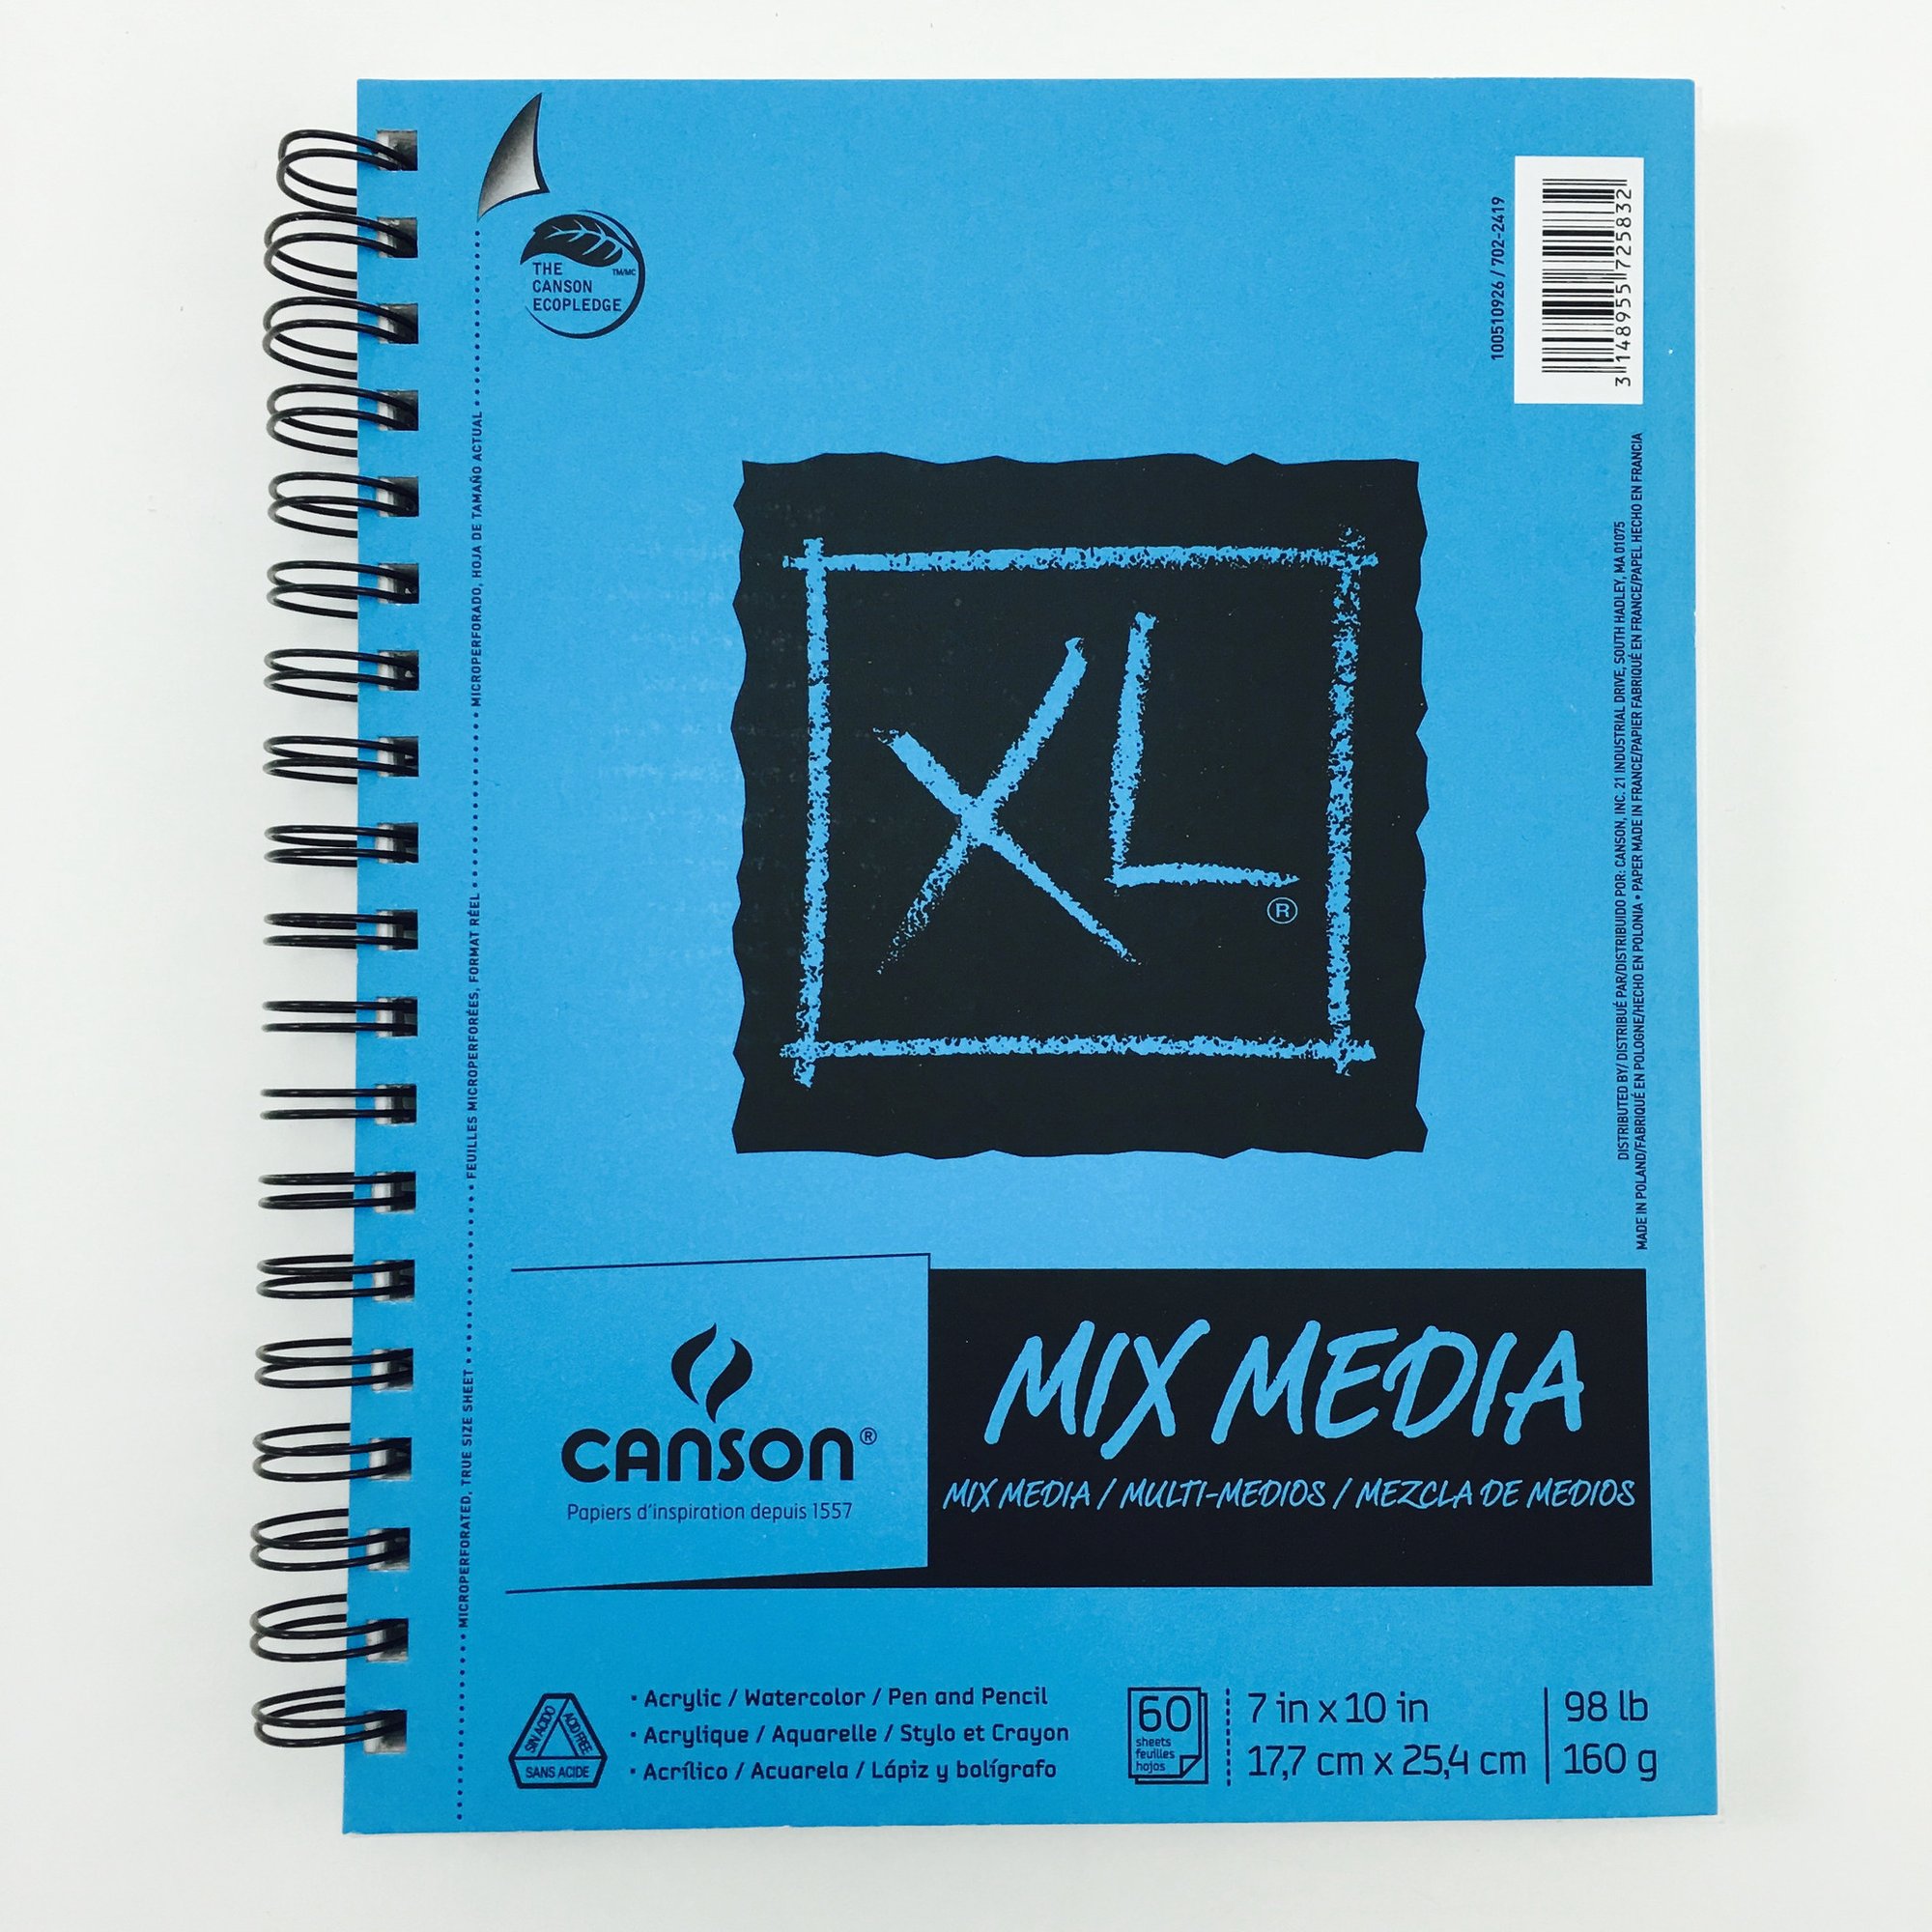 THE
CANSON
ECOPLEDGE
TM/MC
100510926 / 702-2419
3 148955 725832
MICROPERFORATED, TRUE SIZE SHEET
FEUILLES MICROPERFORÉES, FORMAT RÉEL
MICROPERFORADO, HOJA DE TAMAÑO ACTUAL
XL
®
DISTRIBUTED BY/ DISTRIBUÉ PAR/DISTRIBUIDO POR: CANSON, INC. 21 INDUSTRIAL DRIVE, SOUTH HADLEY, MA 01075
MADE IN POLAND/FABRIQUÉ EN POLOGNE/HECHO EN POLONIA • PAPER MADE IN FRANCE/PAPIER FABRIQUÉ EN FRANCE/PAPEL HECHO EN FRANCIA
CANSON®
Papiers d'inspiration depuis 1557
MIX MEDIA
MIX MEDIA / MULTI-MEDIOS / MEZCLA DE MEDIOS
SIN ACIDO
ACID FREE
SANS ACIDE
• Acrylic / Watercolor / Pen and Pencil
• Acrylique / Aquarelle / Stylo et Crayon
• Acrílico / Acuarela / Lápiz y bolígrafo
60
sheets
feuilles
hojas
7 in x 10 in
17,7 cm x 25,4 cm
98 lb
160 g